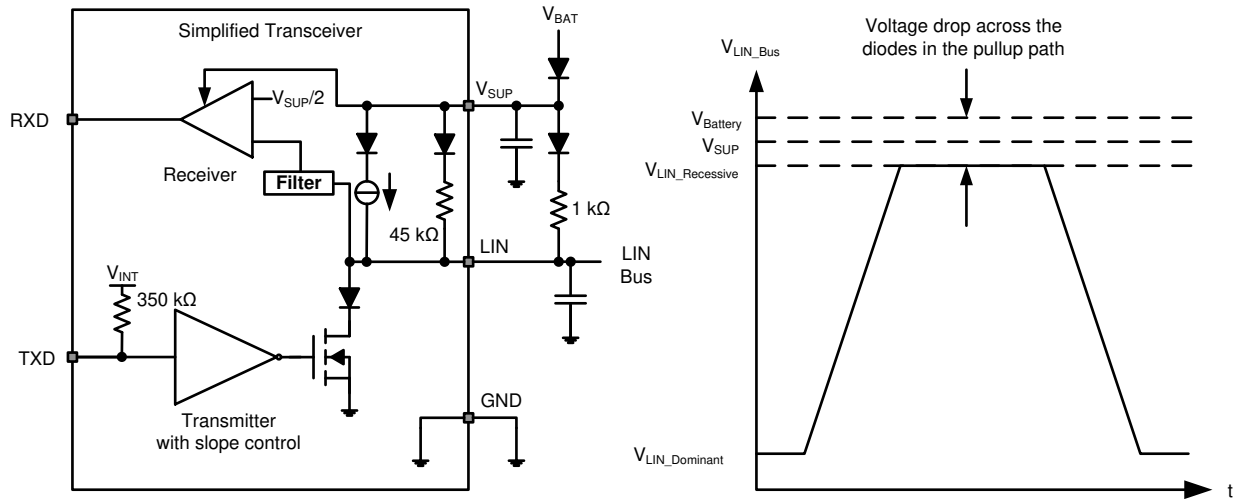 Simplified Transceiver
V_BAT
V_SUP
V_SUP/2
RXD
Receiver
Filter
45 kΩ
1 kΩ
LIN
LIN
Bus
V_INT
350 kΩ
TXD
Transmitter
with slope control
GND
Voltage drop across the
diodes in the pullup path
V_LIN_Bus
V_Battery
V_SUP
V_LIN_Recessive
V_LIN_Dominant
t